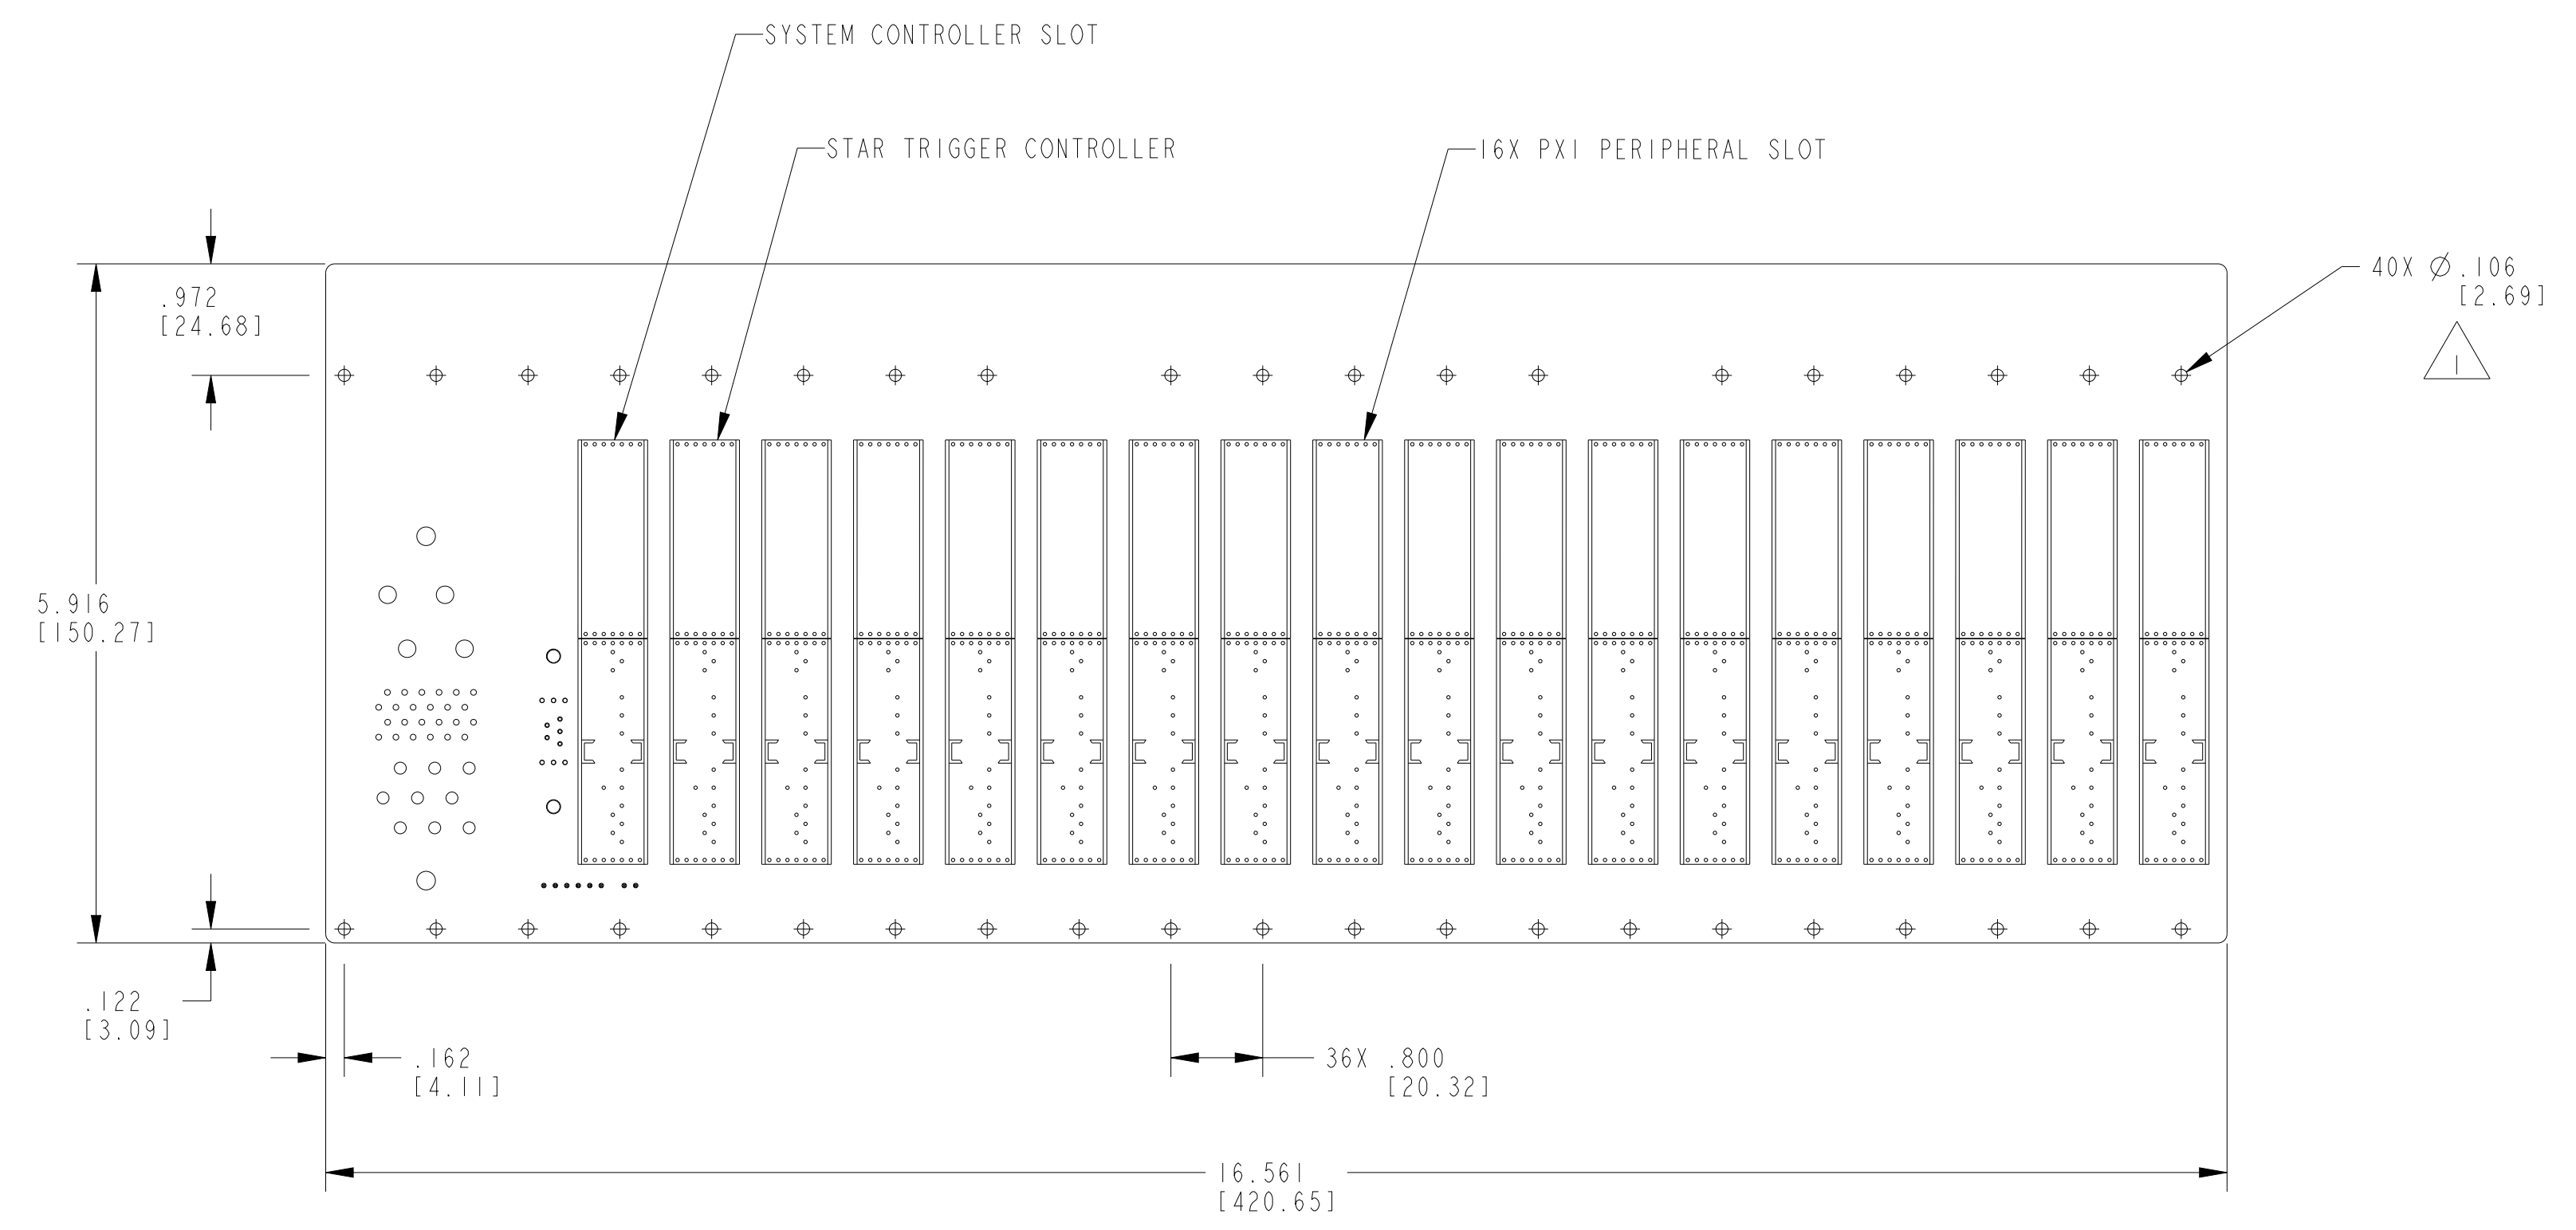 SYSTEM CONTROLLER SLOT
STAR TRIGGER CONTROLLER
16X PXI PERIPHERAL SLOT
40X Ø .106
[2.69]
1
.972
[24.68]
5.916
[150.27]
.122
[3.09]
.162
[4.11]
36X .800
[20.32]
16.561
[420.65]